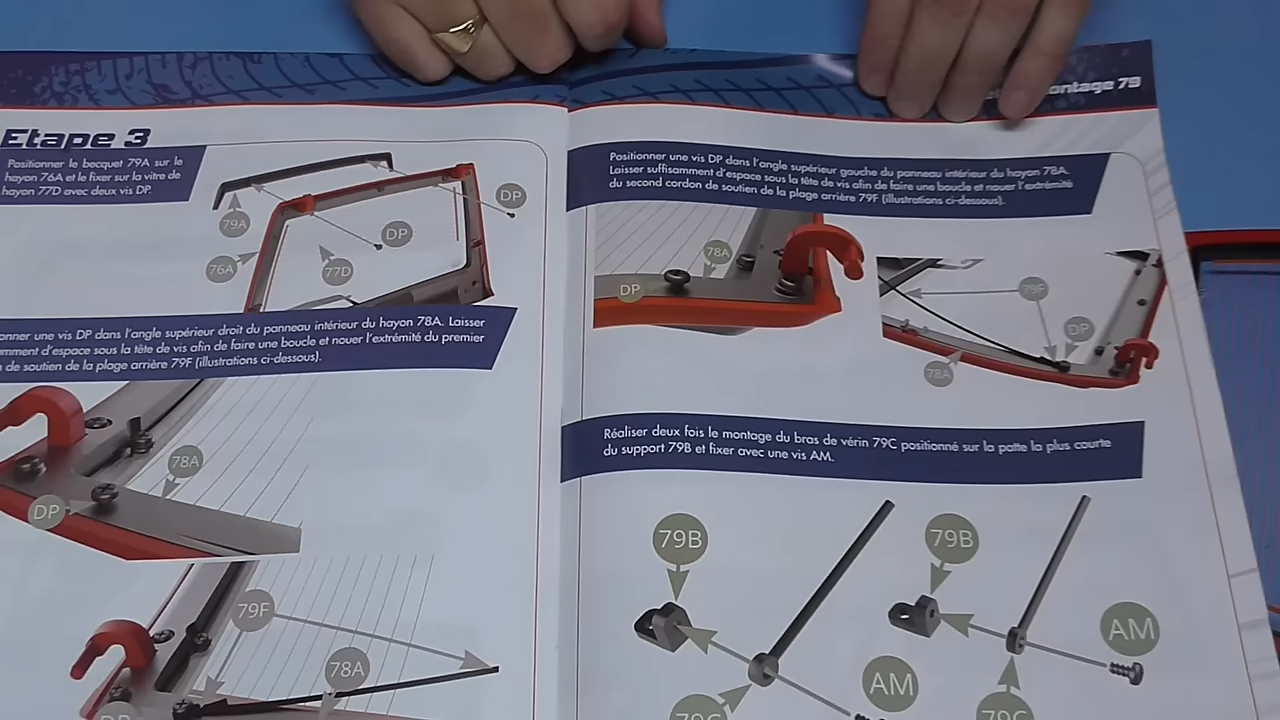 ontage 79
Etape 3
Positionner le becquet 79A sur le
hayon 76A et le fixer sur la vitre de
hayon 77D avec deux vis DP.
79A
76A
77D
DP
DP
onner une vis DP dans l'angle supérieur droit du panneau intérieur du hayon 78A. Laisser
mment d'espace sous la tête de vis afin de faire une boucle et nouer l'extrémité du premier
de soutien de la plage arrière 79F (illustrations ci-dessous).
78A
DP
79F
78A
DP
Positionner une vis DP dans l'angle supérieur gauche du panneau intérieur du hayon 78A.
Laisser suffisamment d'espace sous la tête de vis afin de faire une boucle et nouer l'extrémité
du second cordon de soutien de la plage arrière 79F (illustrations ci-dessous).
78A
DP
79F
DP
78A
Réaliser deux fois le montage du bras de vérin 79C positionné sur la patte la plus courte
du support 79B et fixer avec une vis AM.
79B
79B
AM
AM
79C
79C